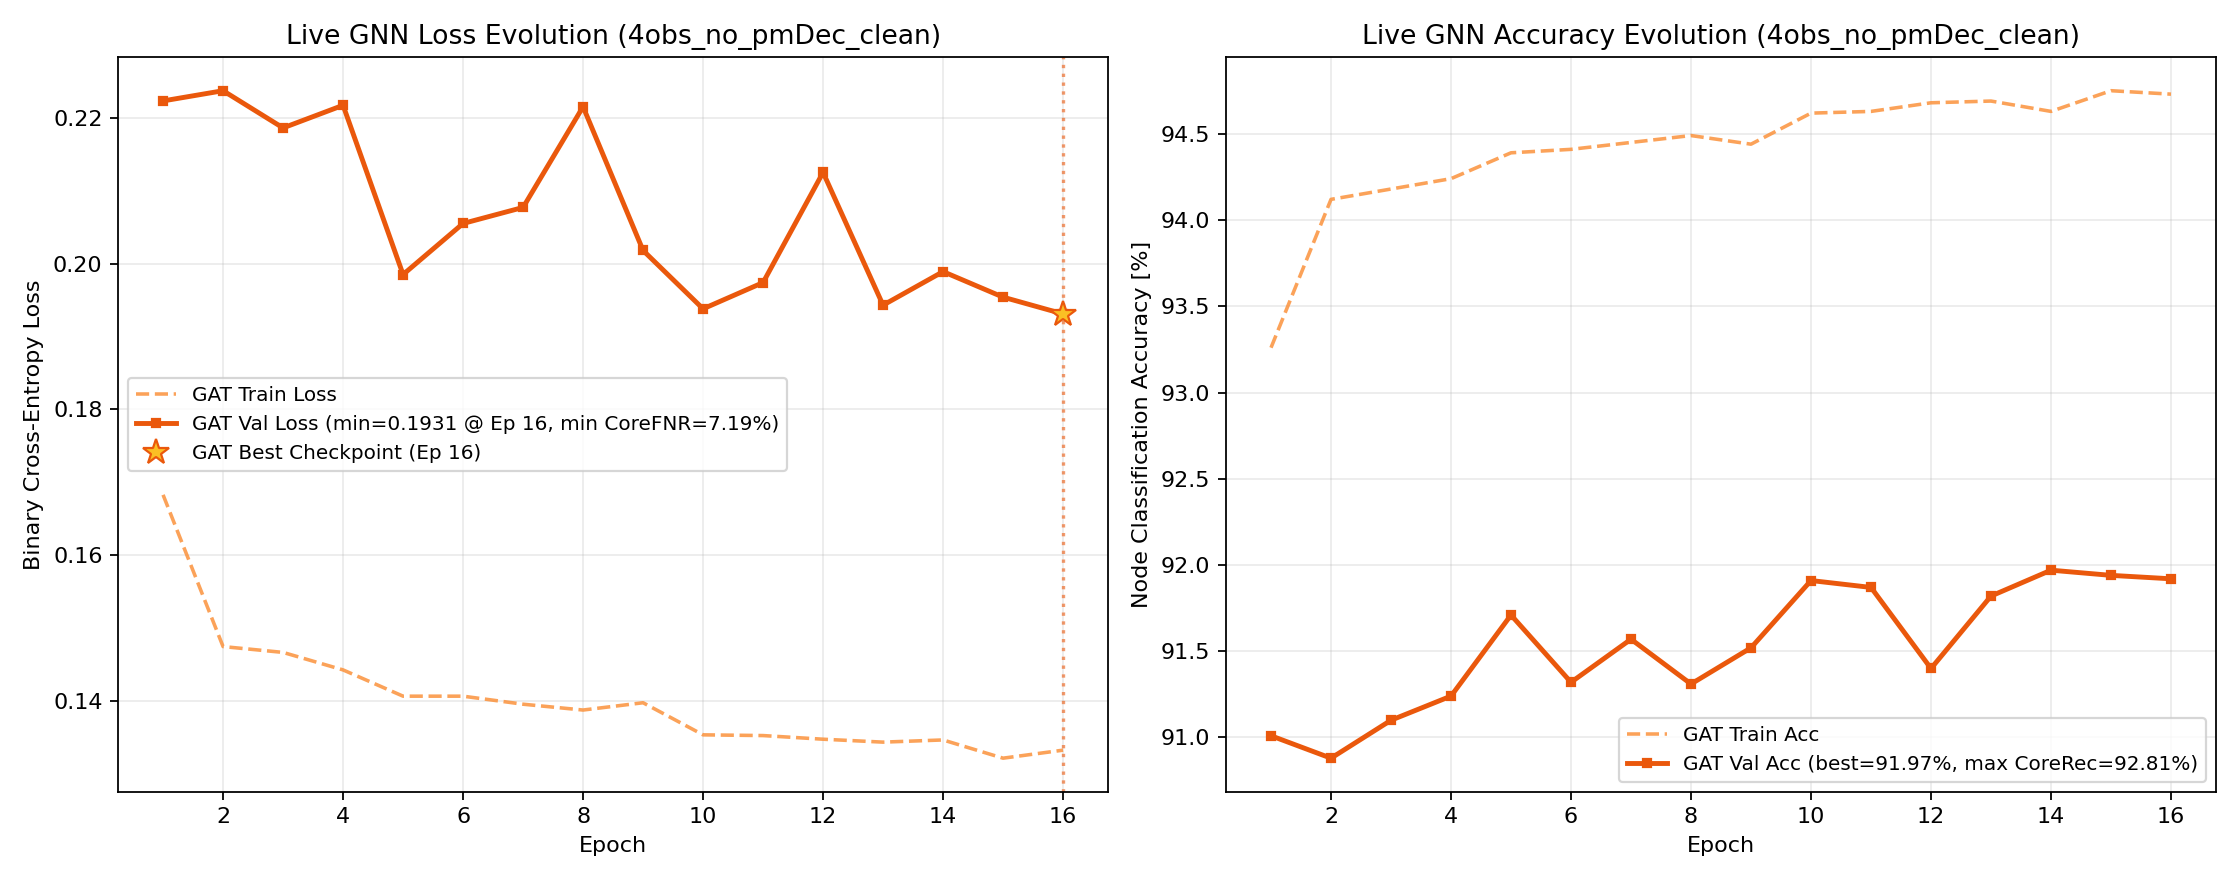 Live GNN Loss Evolution (4obs_no_pmDec_clean)
Binary Cross-Entropy Loss
0.22
0.20
0.18
0.16
0.14
GAT Train Loss
GAT Val Loss (min=0.1931 @ Ep 16, min CoreFNR=7.19%)
GAT Best Checkpoint (Ep 16)
2 4 6 8 10 12 14 16
Epoch
Live GNN Accuracy Evolution (4obs_no_pmDec_clean)
Node Classification Accuracy [%]
94.5
94.0
93.5
93.0
92.5
92.0
91.5
91.0
GAT Train Acc
GAT Val Acc (best=91.97%, max CoreRec=92.81%)
2 4 6 8 10 12 14 16
Epoch